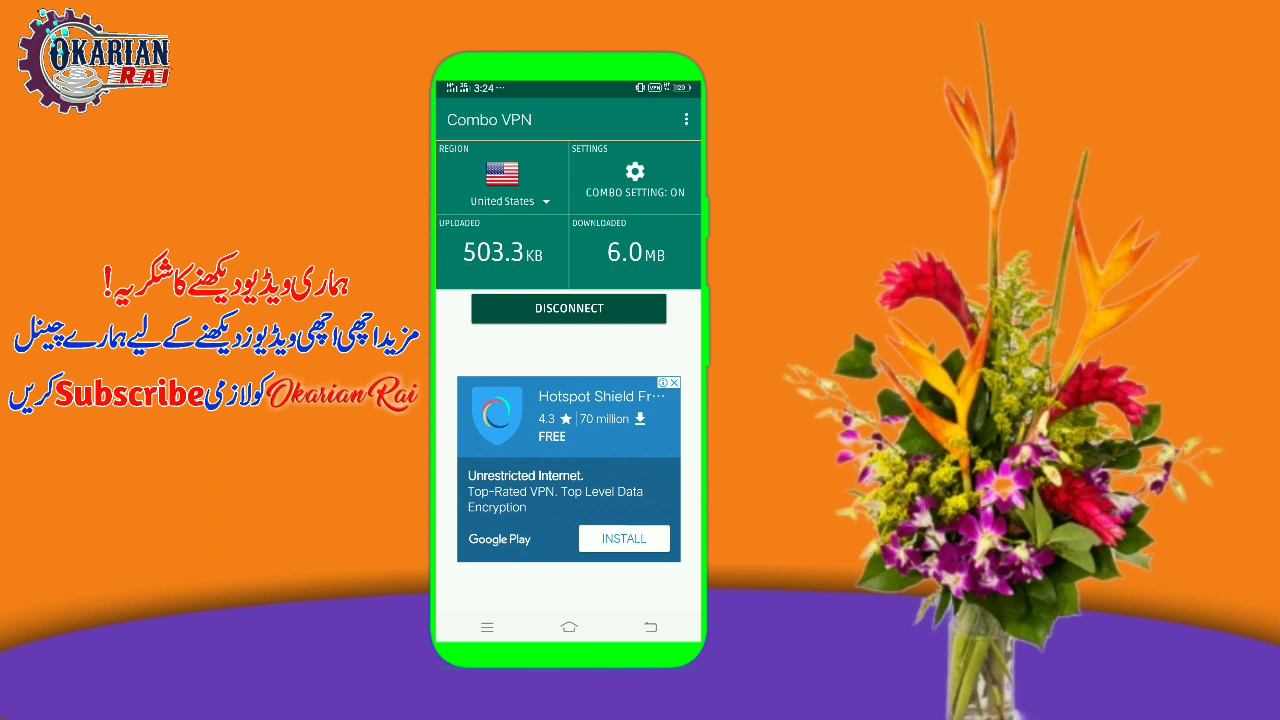 OKARIAN
RAI
ہماری ویڈیو دیکھنے کا شکریہ!
مزید اچھی اچھی ویڈیوز دیکھنے کے لیے ہمارے چینل
Okarian Rai کو لازمی Subscribe کریں
3:24 ...
VPN
29
Combo VPN
REGION
United States
SETTINGS
COMBO SETTING: ON
UPLOADED
503.3 KB
DOWNLOADED
6.0 MB
DISCONNECT
Hotspot Shield Fr...
4.3 ★ | 70 million
FREE
Unrestricted Internet.
Top-Rated VPN. Top Level Data
Encryption
Google Play
INSTALL